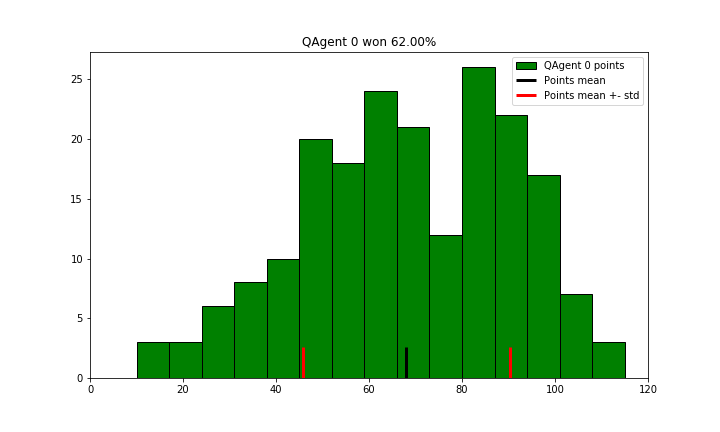 QAgent 0 won 62.00%
QAgent 0 points
Points mean
Points mean +- std
25
20
15
10
5
0
0 20 40 60 80 100 120